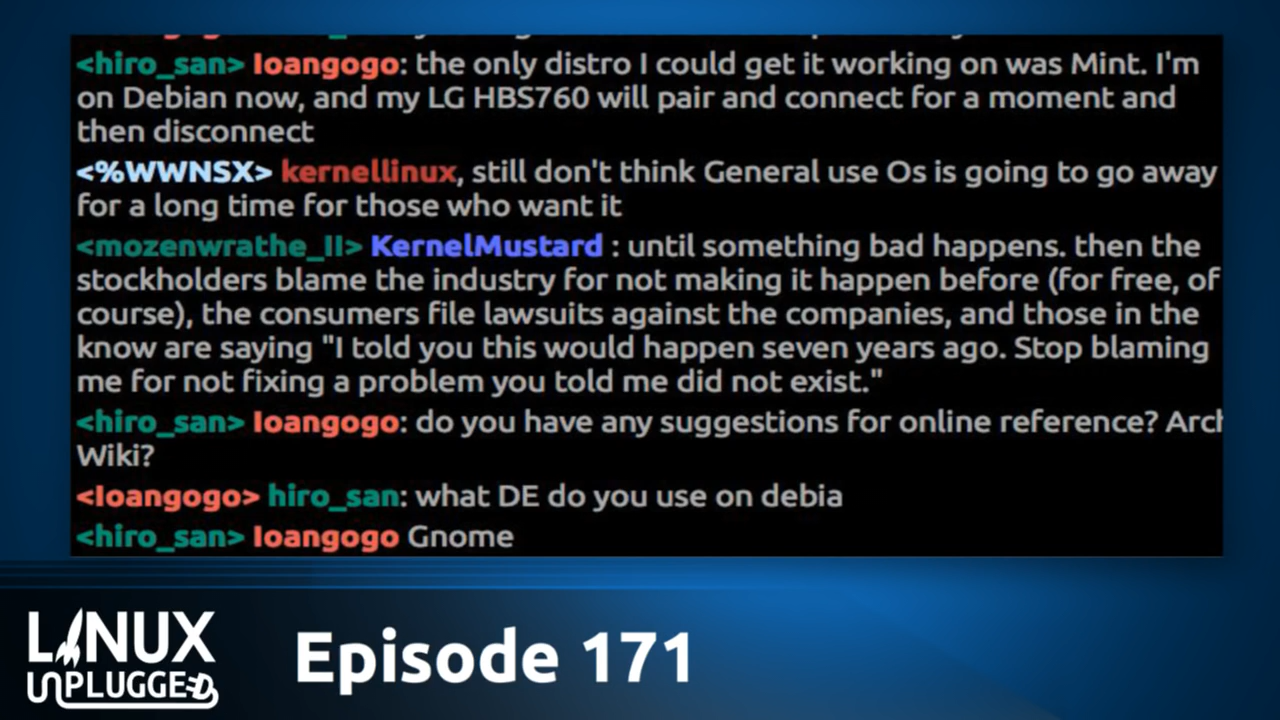 <hiro_san> Ioangogo: the only distro I could get it working on was Mint. I'm
on Debian now, and my LG HBS760 will pair and connect for a moment and
then disconnect
<%WWNSX> kernellinux, still don't think General use Os is going to go away
for a long time for those who want it
<mozenwrathe_II> KernelMustard : until something bad happens. then the
stockholders blame the industry for not making it happen before (for free, of
course), the consumers file lawsuits against the companies, and those in the
know are saying "I told you this would happen seven years ago. Stop blaming
me for not fixing a problem you told me did not exist."
<hiro_san> Ioangogo: do you have any suggestions for online reference? Arch
Wiki?
<Ioangogo> hiro_san: what DE do you use on debia
<hiro_san> Ioangogo Gnome
LINUX
UNPLUGGED
Episode 171